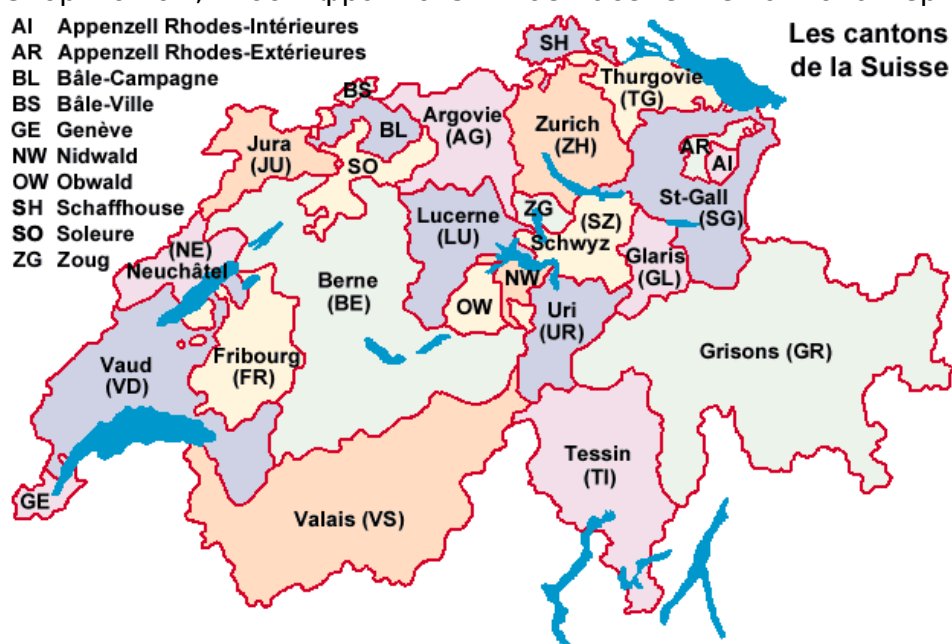 AI Appenzell Rhodes-Intérieures
AR Appenzell Rhodes-Extérieures
BL Bâle-Campagne
BS Bâle-Ville
GE Genève
NW Nidwald
OW Obwald
SH Schaffhouse
SO Soleure
ZG Zoug
Les cantons
de la Suisse
SH
Thurgovie
(TG)
BS
BL
Argovie
(AG)
Zurich
(ZH)
AR
AI
Jura
(JU)
SO
St-Gall
(SG)
ZG
(SZ)
Schwyz
Lucerne
(LU)
(NE)
Neuchâtel
Glaris
(GL)
NW
OW
Berne
(BE)
Uri
(UR)
Grisons (GR)
Vaud
(VD)
Fribourg
(FR)
Tessin
(TI)
GE
Valais (VS)